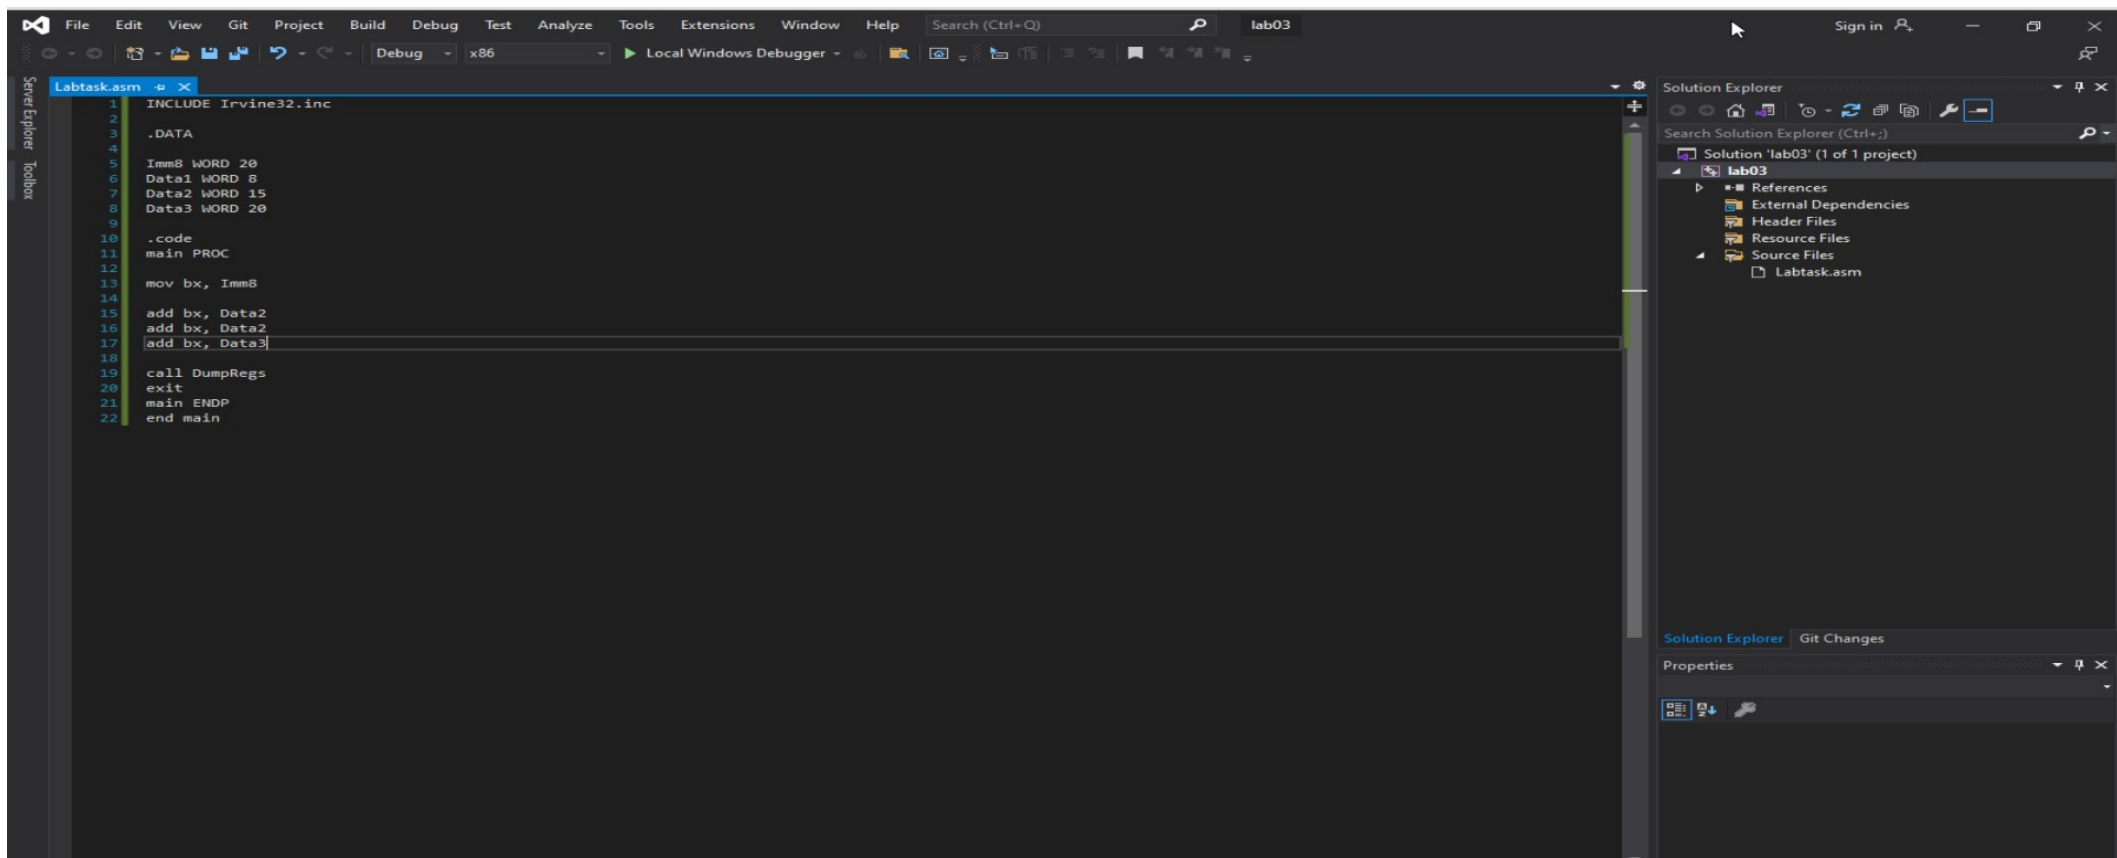 File Edit View Git Project Build Debug Test Analyze Tools Extensions Window Help Search (Ctrl+Q) lab03 Sign in
Debug x86 Local Windows Debugger
Server Explorer
Toolbox
Labtask.asm
1 INCLUDE Irvine32.inc
2
3 .DATA
4
5 Imm8 WORD 20
6 Data1 WORD 8
7 Data2 WORD 15
8 Data3 WORD 20
9
10 .code
11 main PROC
12
13 mov bx, Imm8
14
15 add bx, Data2
16 add bx, Data2
17 add bx, Data3
18
19 call DumpRegs
20 exit
21 main ENDP
22 end main
Solution Explorer
Search Solution Explorer (Ctrl+;)
Solution 'lab03' (1 of 1 project)
lab03
References
External Dependencies
Header Files
Resource Files
Source Files
Labtask.asm
Solution Explorer Git Changes
Properties